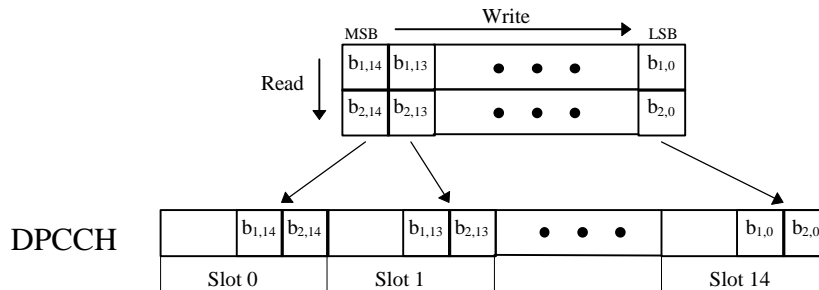 Write
MSB LSB
b1,14 b1,13 • • • b1,0
Read
b2,14 b2,13 • • • b2,0
DPCCH b1,14 b2,14 b1,13 b2,13 • • • b1,0 b2,0
Slot 0 Slot 1 Slot 14